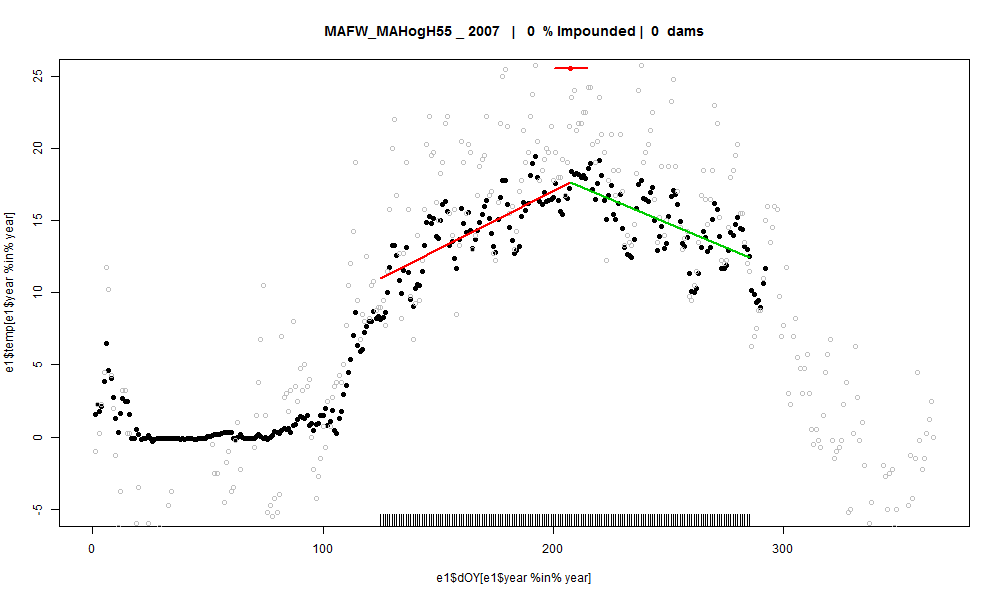 MAFW_MAHogH55 _ 2007 | 0 % Impounded | 0 dams
e1$temp[e1$year %in% year]
25
20
15
10
5
0
-5
0 100 200 300
e1$dOY[e1$year %in% year]